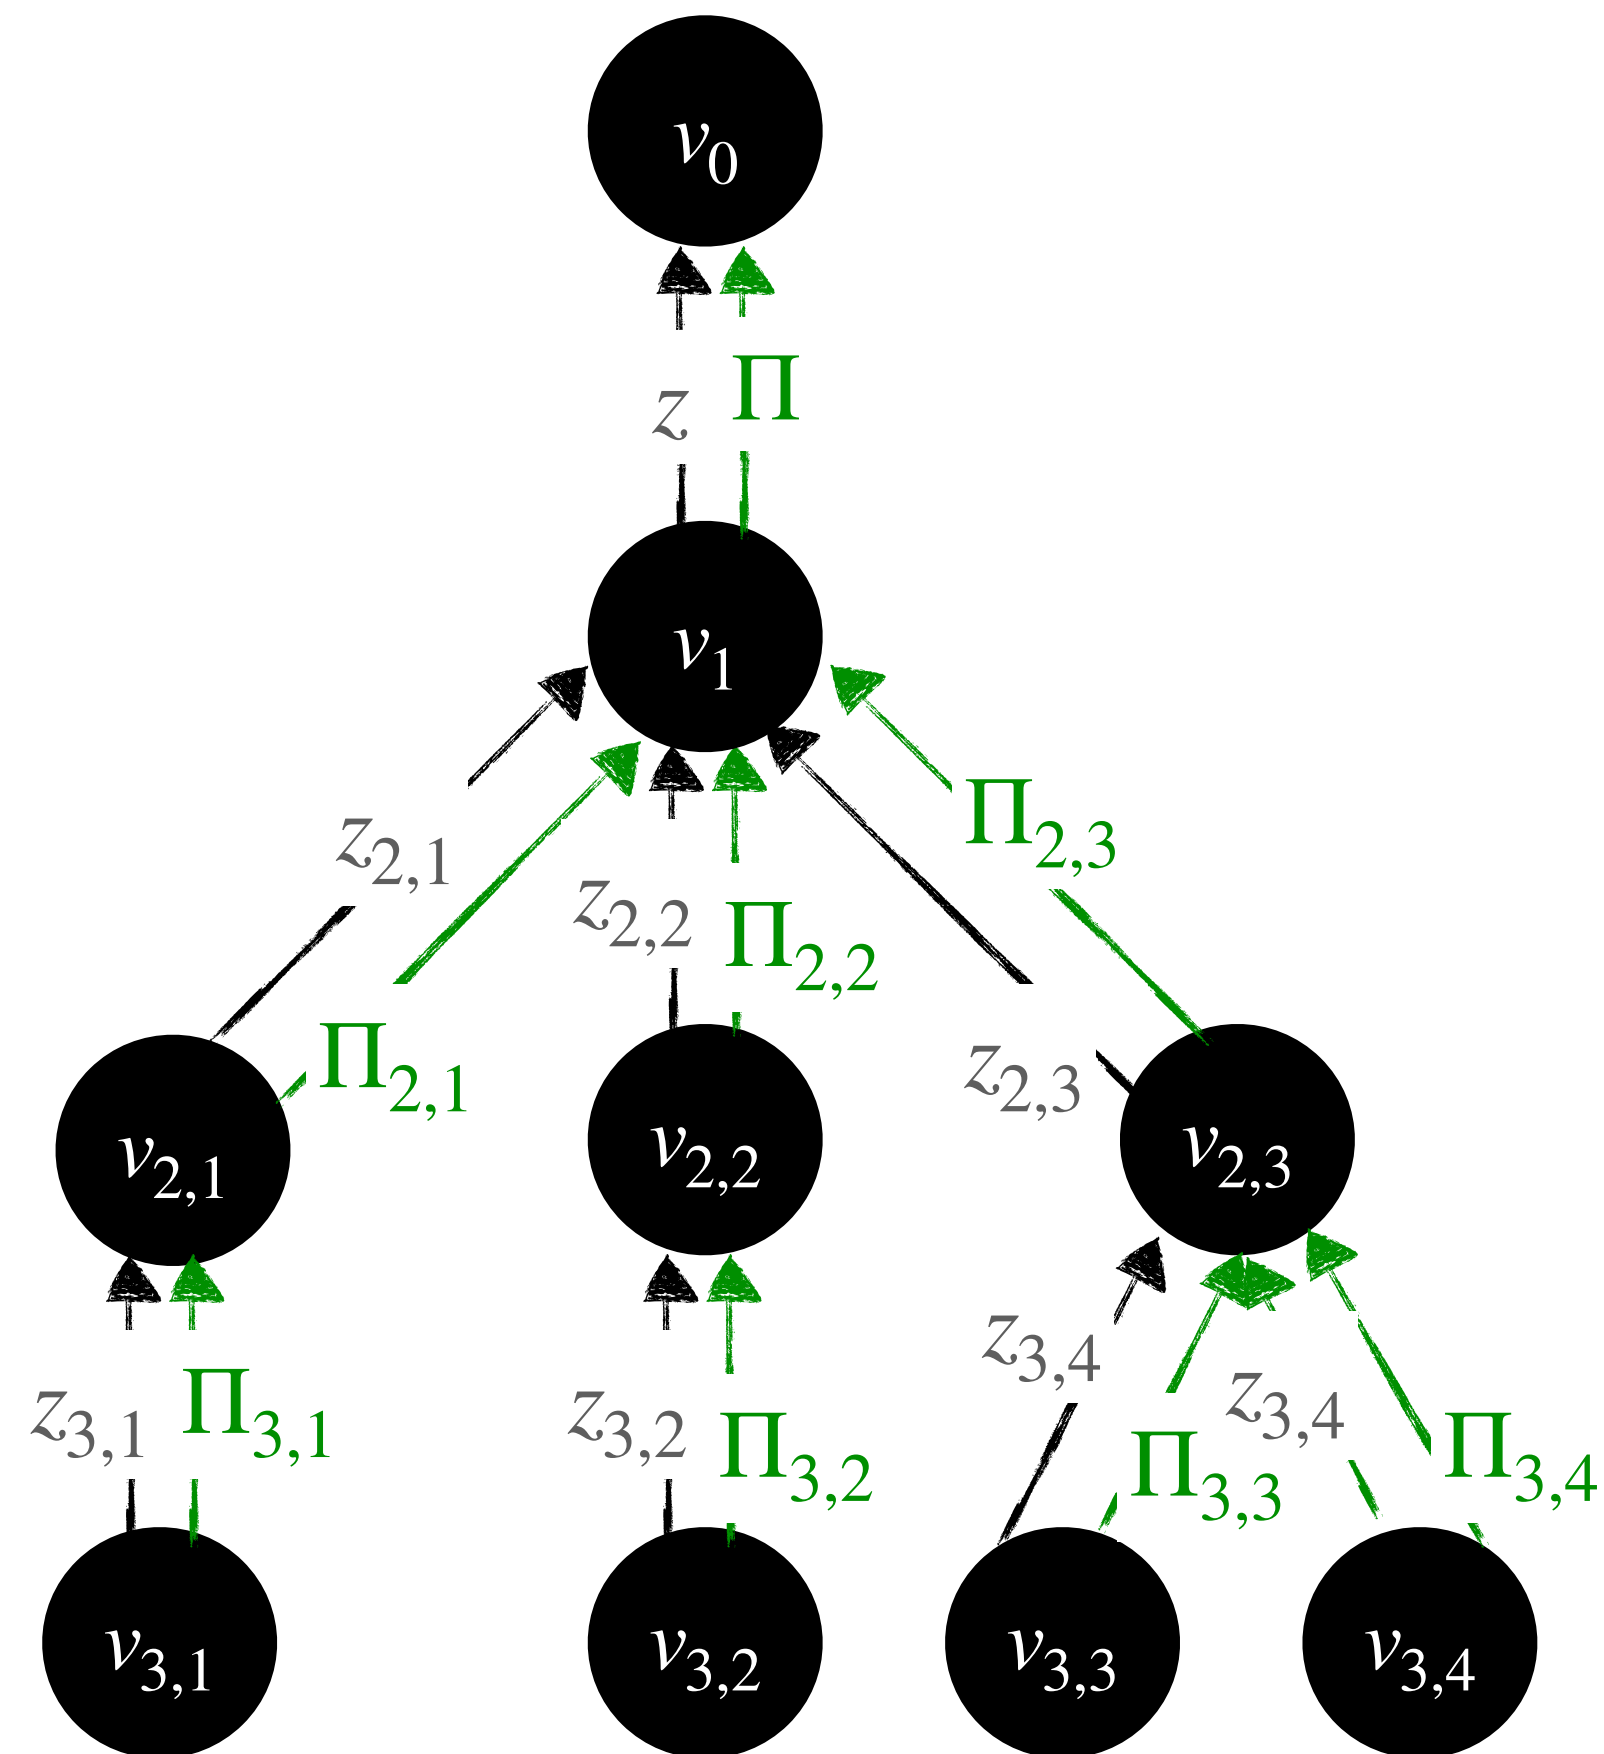 v₀
z Π
v₁
z₂,₁ Π₂,₃
z₂,₂ Π₂,₂
Π₂,₁ z₂,₃
v₂,₁ v₂,₂ v₂,₃
z₃,₄
z₃,₁ Π₃,₁ z₃,₂ Π₃,₂ Π₃,₃ z₃,₄ Π₃,₄
v₃,₁ v₃,₂ v₃,₃ v₃,₄